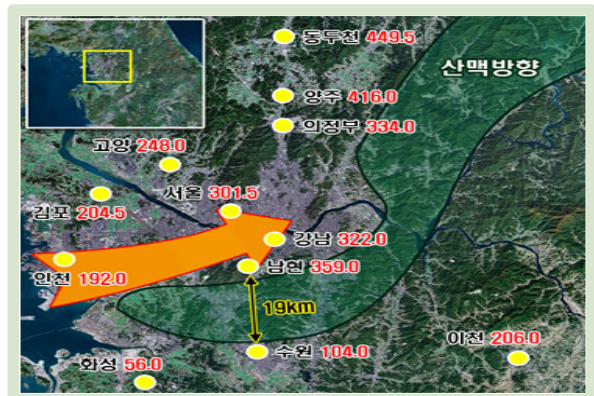 동두천 449.5
산맥방향
양주 416.0
의정부 334.0
고양 248.0
서울 301.5
김포 204.5
강남 322.0
남현 359.0
인천 192.0
19km
이천 206.0
수원 104.0
화성 56.0